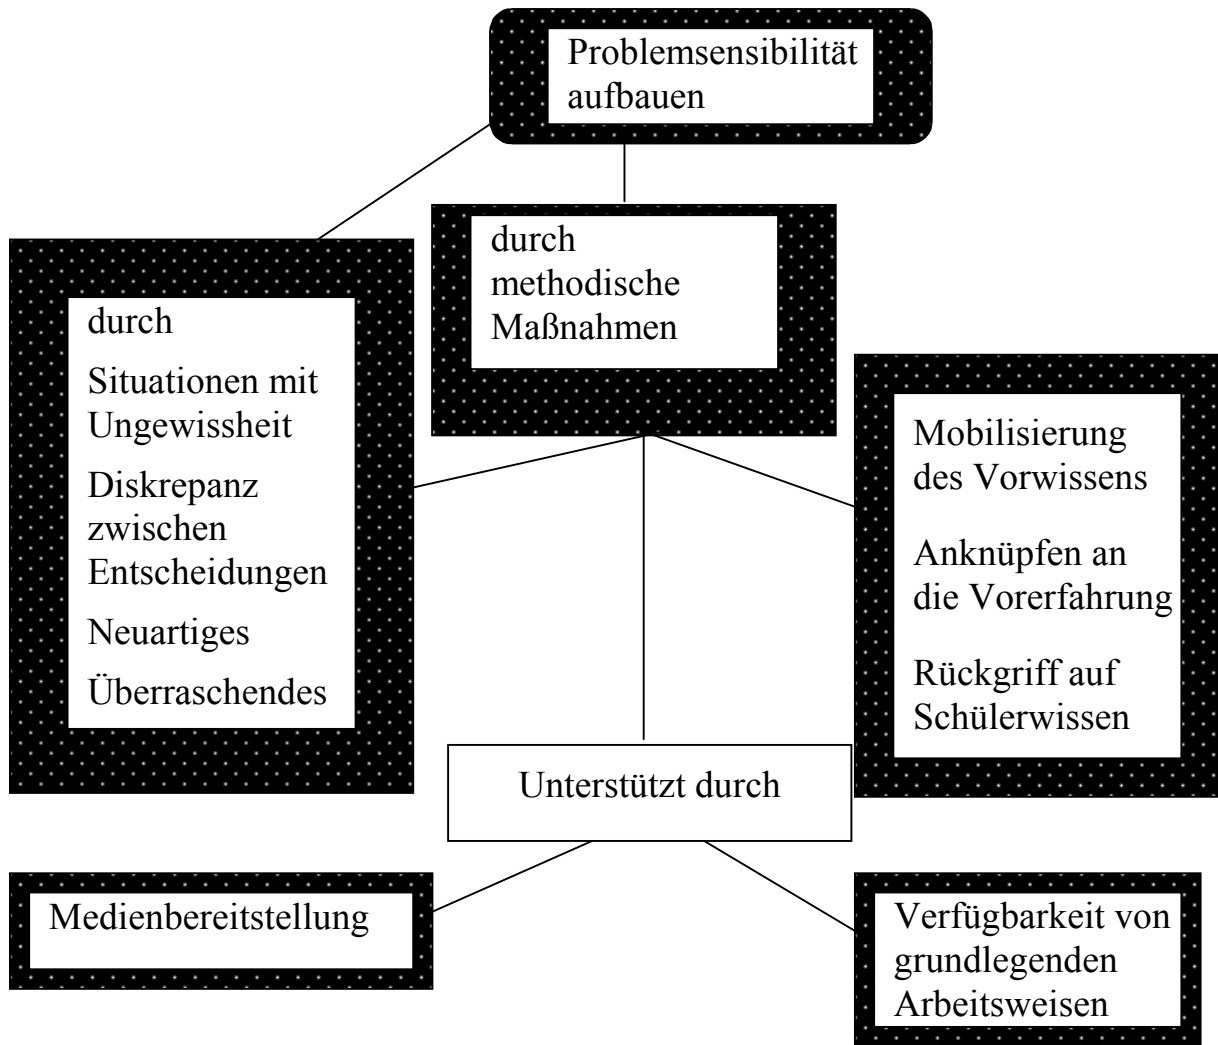 Problemsensibilität
aufbauen
durch
methodische
Maßnahmen
durch
Situationen mit
Ungewissheit
Diskrepanz
zwischen
Entscheidungen
Neuartiges
Überraschendes
Mobilisierung
des Vorwissens
Anknüpfen an
die Vorerfahrung
Rückgriff auf
Schülerwissen
Unterstützt durch
Medienbereitstellung
Verfügbarkeit von
grundlegenden
Arbeitsweisen